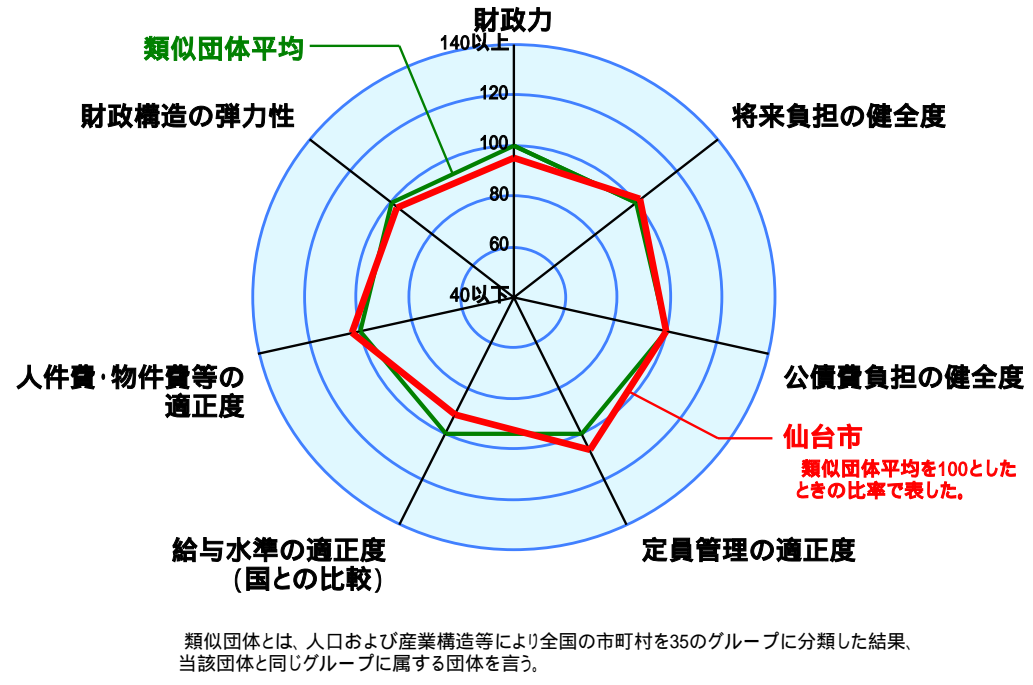 財政力
140以上
類似団体平均
120
財政構造の弾力性
将来負担の健全度
100
80
60
40以下
人件費・物件費等の
適正度
公債費負担の健全度
仙台市
類似団体平均を100とした
ときの比率で表した。
給与水準の適正度
(国との比較)
定員管理の適正度
類似団体とは、人口および産業構造等により全国の市町村を35のグループに分類した結果、
当該団体と同じグループに属する団体を言う。